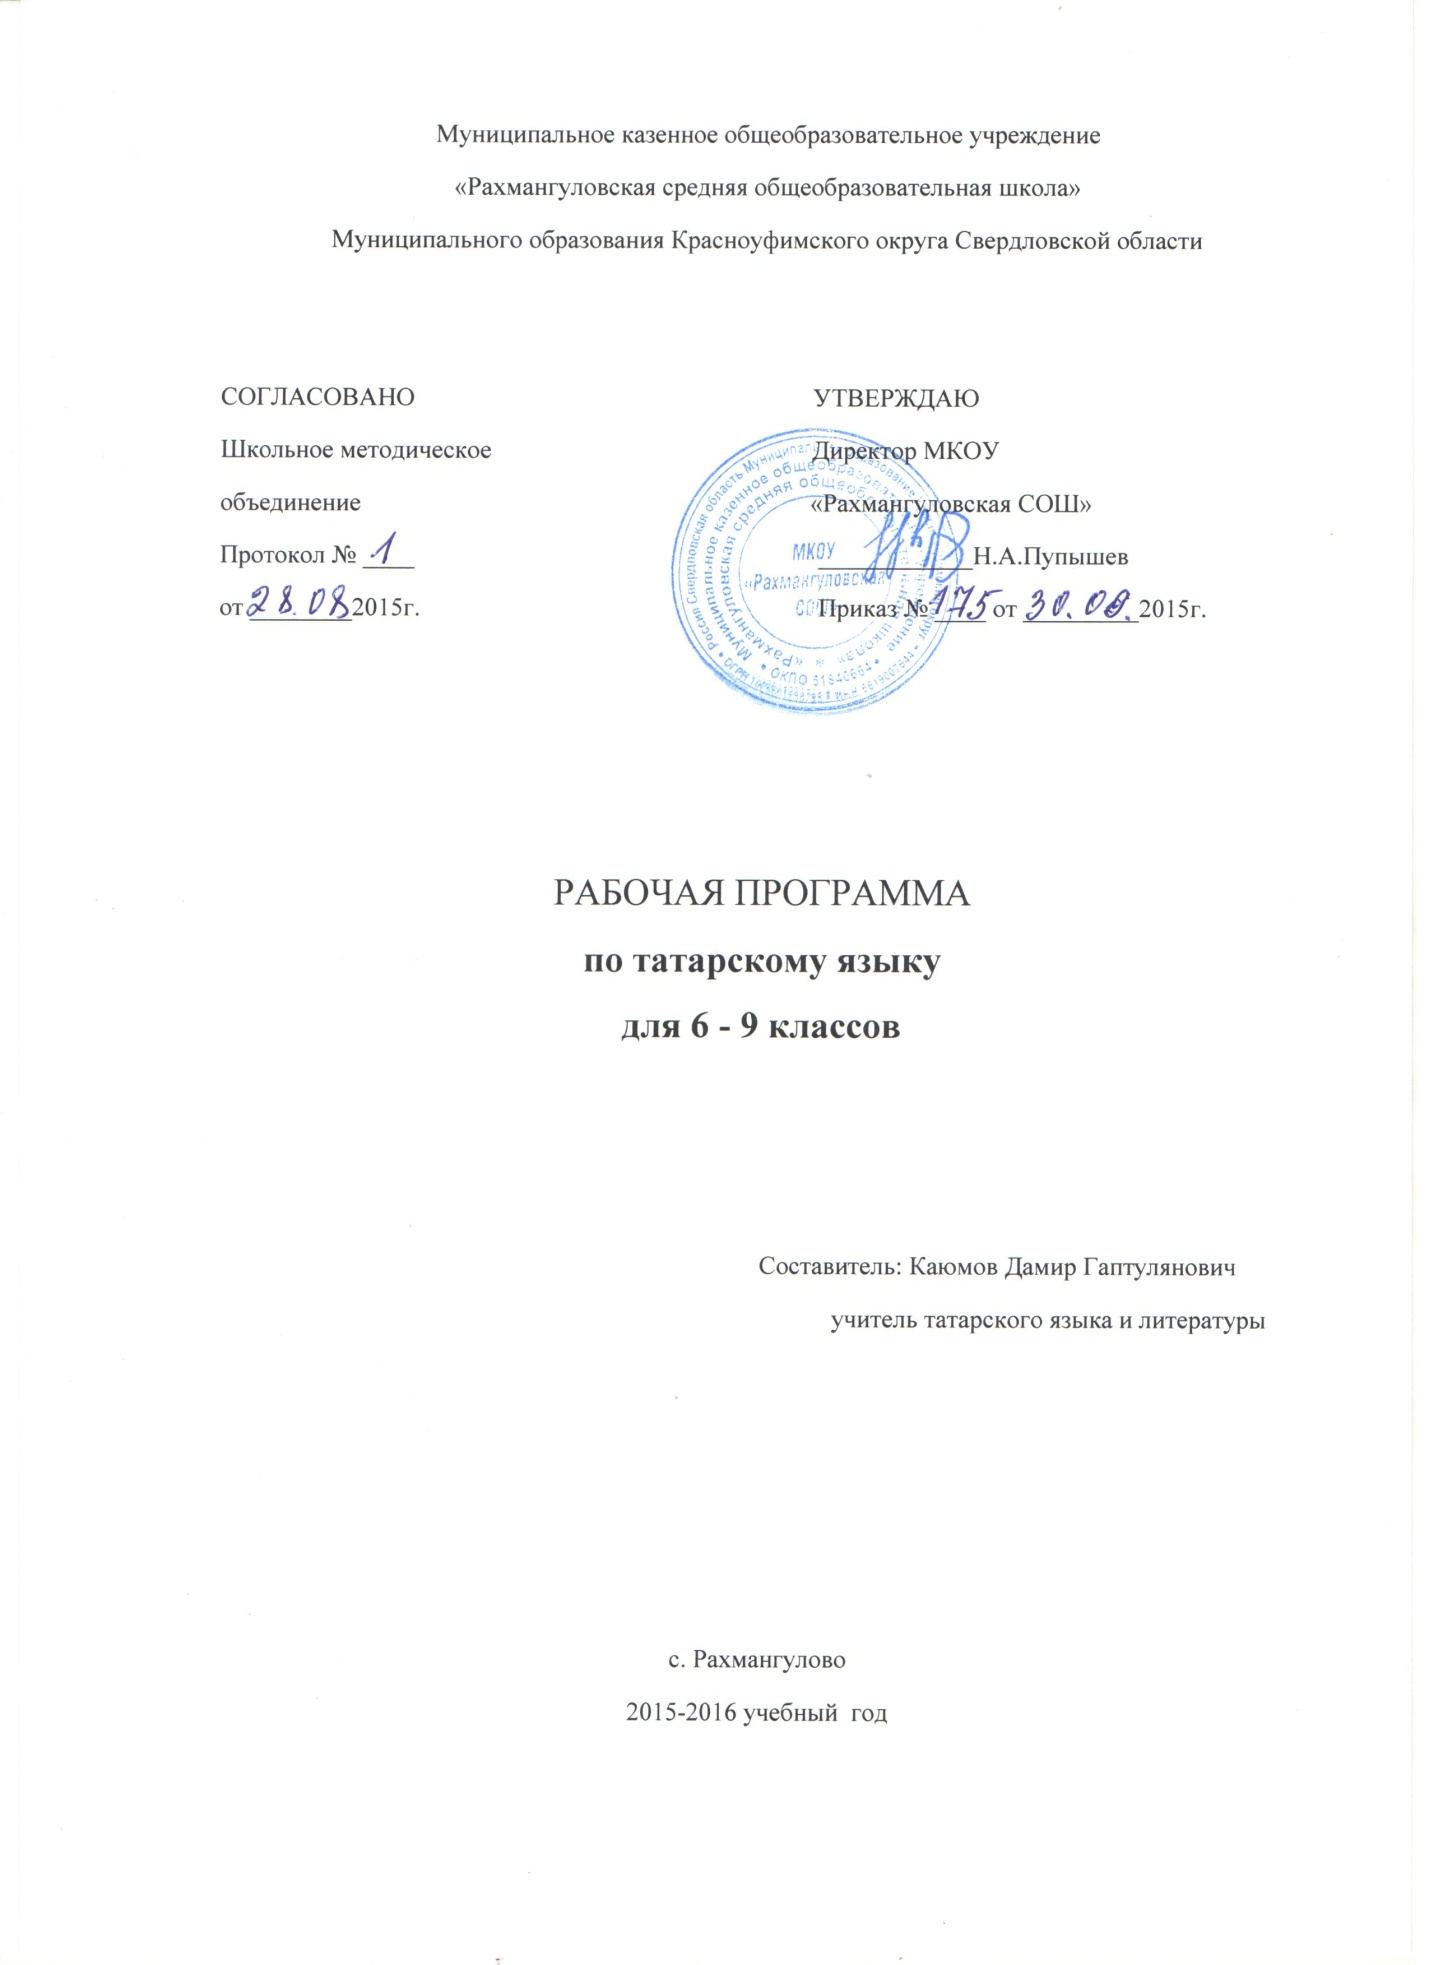 Муниципальное казенное общеобразовательное учреждение
«Рахмангуловская средняя общеобразовательная школа»
Муниципального образования Красноуфимского округа Свердловской области
СОГЛАСОВАНО
Школьное методическое
объединение
Протокол № 1
от 28.08 2015г.
УТВЕРЖДАЮ
Директор МКОУ
«Рахмангуловская СОШ»
Н.А.Пупышев
Приказ № 175 от 30. 2015г.
МКОУ
«Рахмангуловская
СОШ»
РАБОЧАЯ ПРОГРАММА
по татарскому языку
для 6 - 9 классов
Составитель: Каюмов Дамир Гаптулянович
учитель татарского языка и литературы
с. Рахмангулово
2015-2016 учебный год